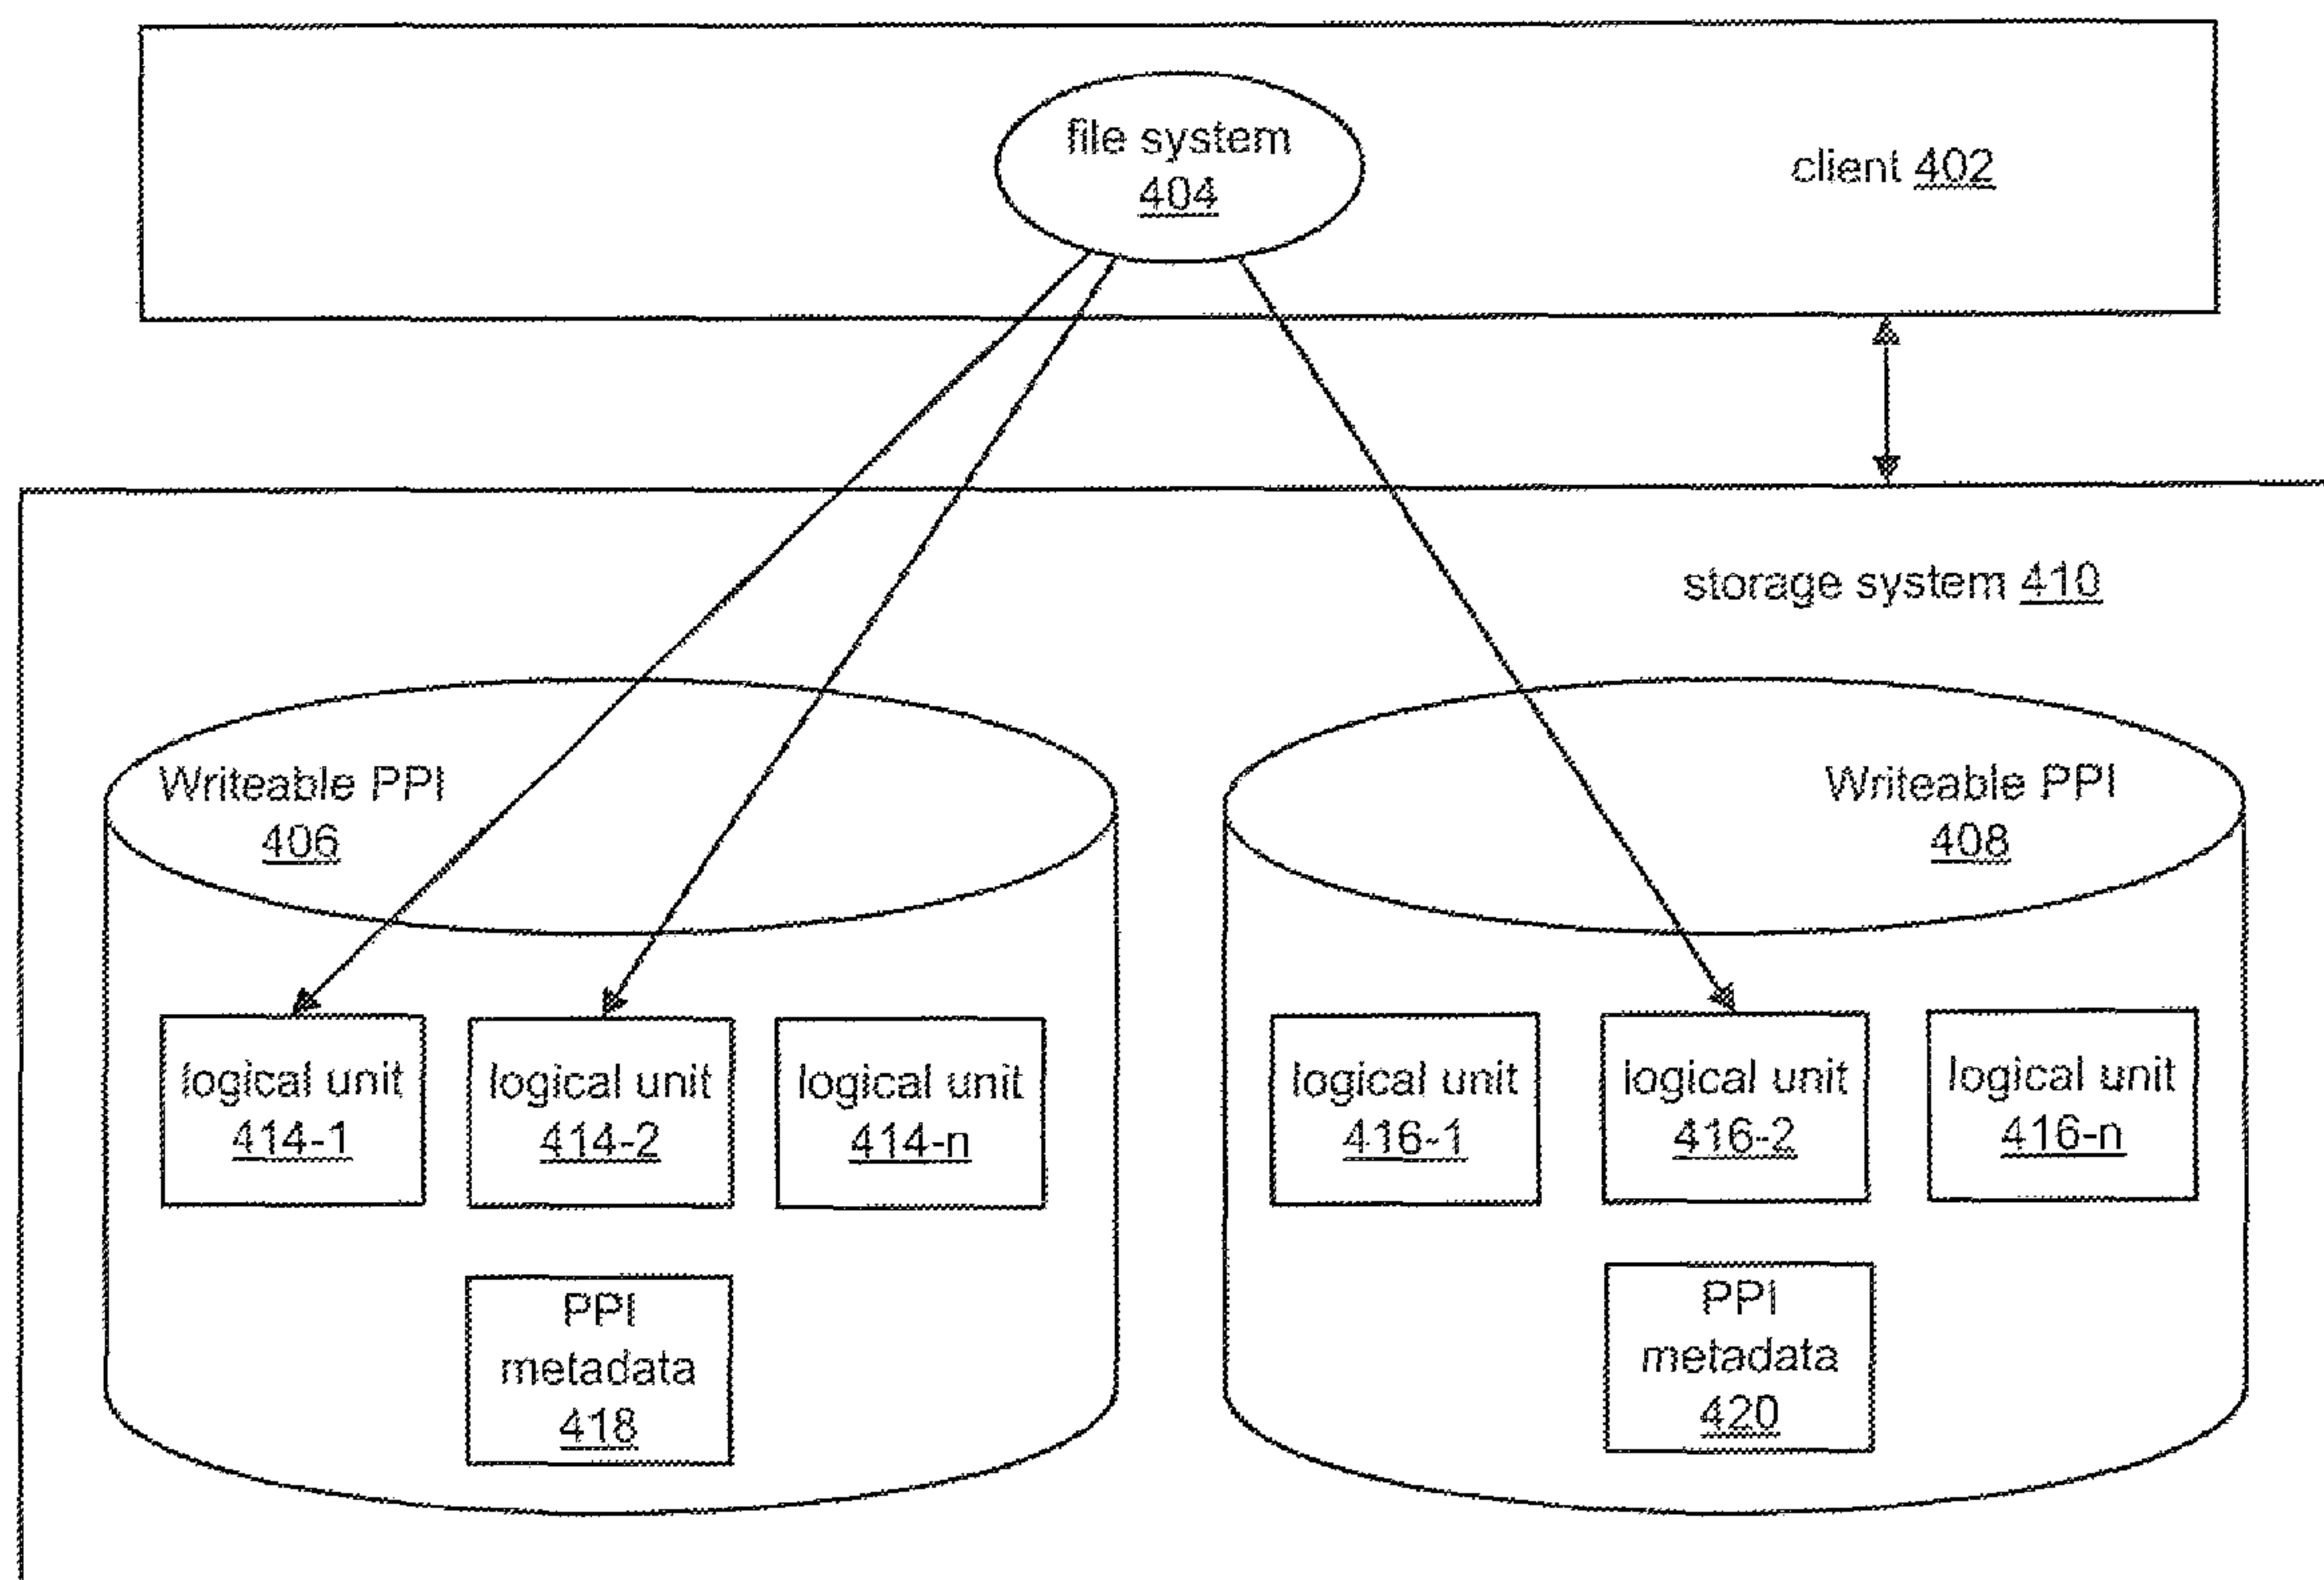 file system
404
client 402
storage system 410
Writeable PPI
406
Writeable PPI
408
logical unit
414-1
logical unit
414-2
logical unit
414-n
logical unit
416-1
logical unit
416-2
logical unit
416-n
PPI
metadata
418
PPI
metadata
420